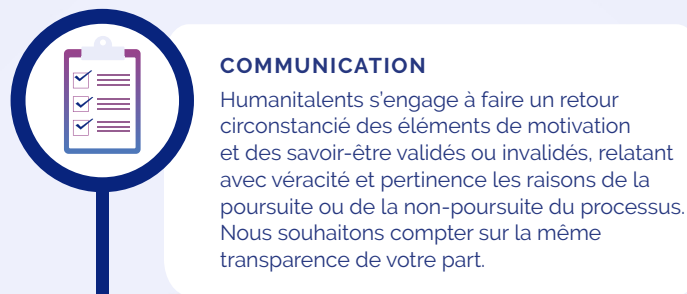 COMMUNICATION
Humanitalents s’engage à faire un retour
circonstancié des éléments de motivation
et des savoir-être validés ou invalidés, relatant
avec véracité et pertinence les raisons de la
poursuite ou de la non-poursuite du processus.
Nous souhaitons compter sur la même
transparence de votre part.